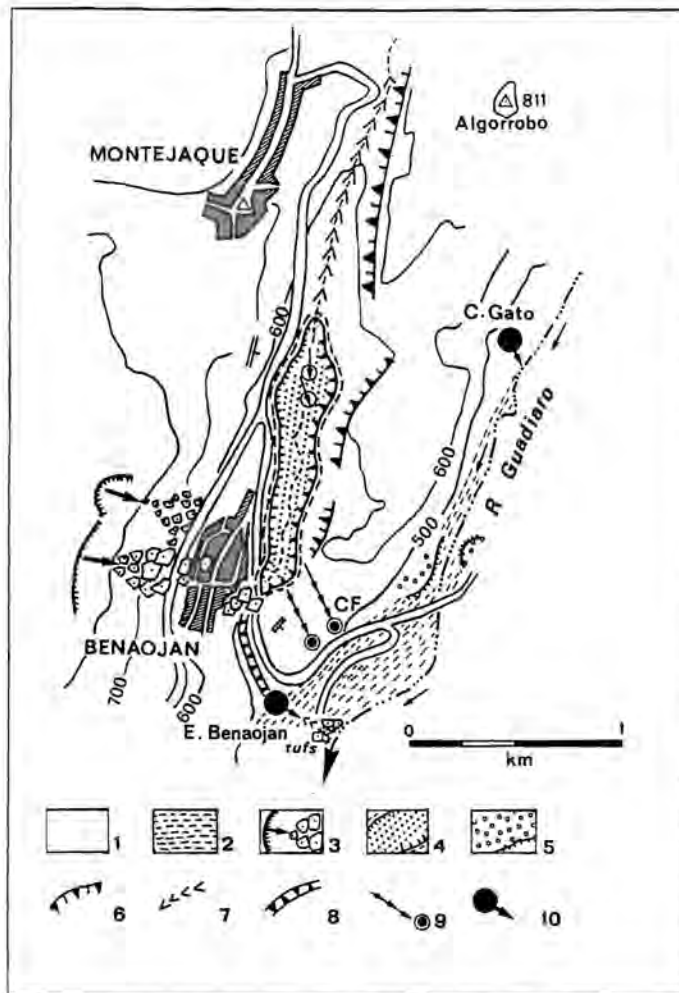 811
Algorrobo
MONTEJAQUE
600
C. Gato
R Guadiaro
600
500
CF
BENAOJAN
700
600
E. Benaojan
tufs
0
1
km
1
2
3
4
5
6
7
8
9
10